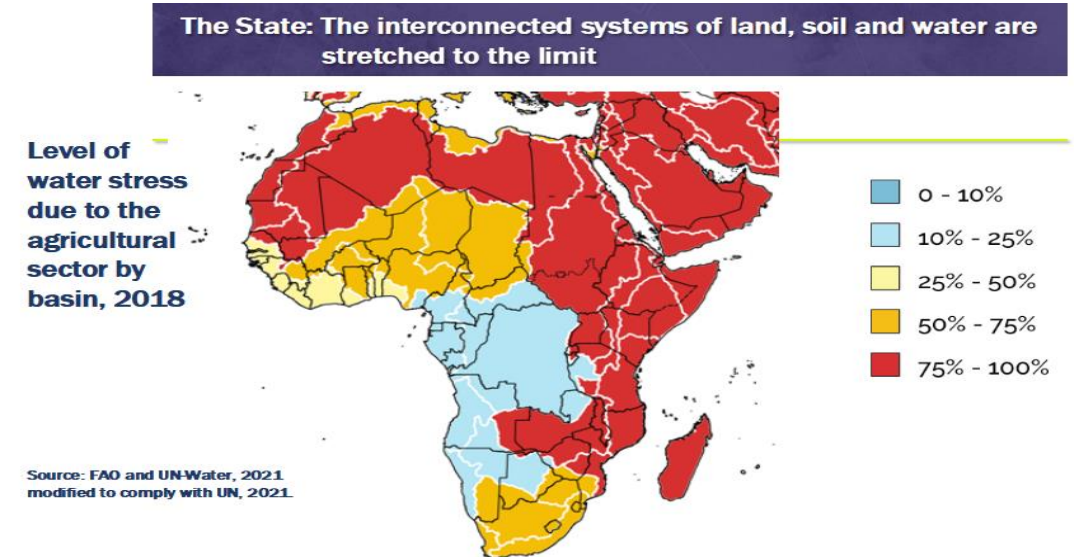 The State: The interconnected systems of land, soil and water are
stretched to the limit
Level of
water stress
due to the
agricultural
sector by
basin, 2018
0 - 10%
10% - 25%
25% - 50%
50% - 75%
75% - 100%
Source: FAO and UN-Water, 2021
modified to comply with UN, 2021.